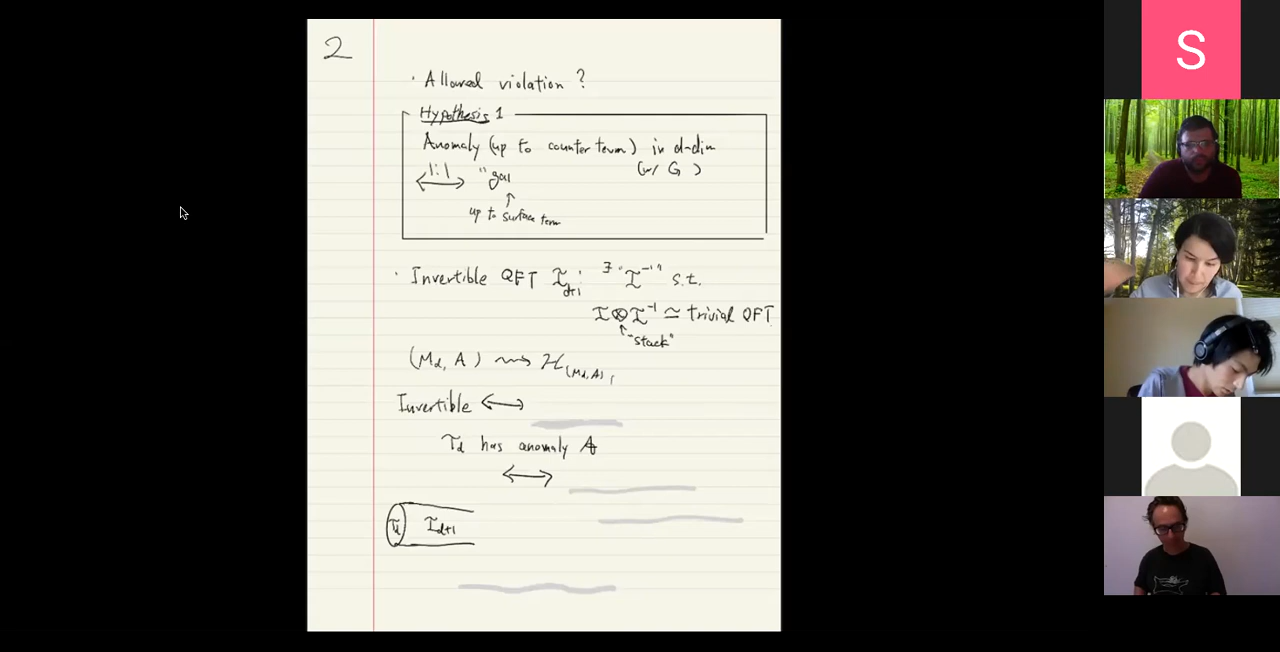 2
· Allowed violation ?
Hypothesis 1
Anomaly (up to counter term) in d-dim
(w/ G )
1:1
↑
up to surface term
· Invertible QFT I_{d+1} : ∃ "I^{-1}" s.t.
I ⊗ I^{-1} ≃ trivial QFT
↑ "stack"
(M_d, A) ⇝ H_{(M_d, A)},
Invertible ⟷
T_d has anomaly A
⟷
T_d I_{d+1}
S